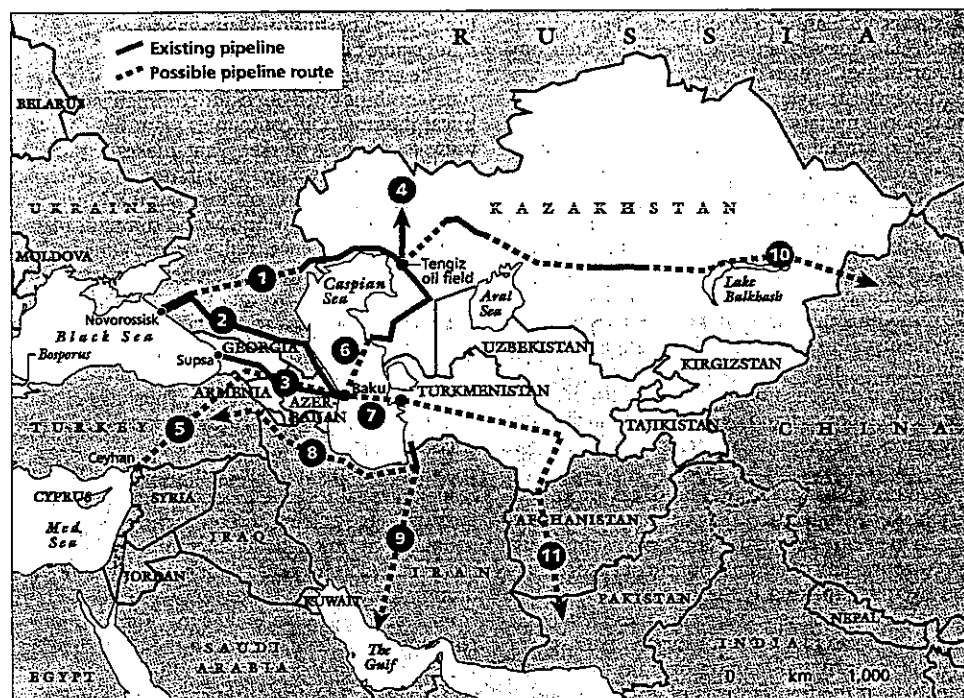 Existing pipeline
Possible pipeline route
R U S S I A
BELARUS
UKRAINE
MOLDOVA
KAZAKHSTAN
4
1
10
Tengiz
oil field
Caspian
Sea
Aral
Sea
Lake
Balkhash
Novorossisk
2
Black Sea
GEORGIA
Bosporus
6
UZBEKISTAN
KIRGIZSTAN
Supsa
3
ARMENIA
AZER-
BAIJAN
Baku
TURKMENISTAN
7
TAJIKISTAN
CHINA
TURKEY
5
8
Ceyhan
CYPRUS
SYRIA
Med.
Sea
IRAQ
AFGHANISTAN
9
11
IRAN
JORDAN
KUWAIT
PAKISTAN
NEPAL
The
Gulf
SAUDI
ARABIA
INDIA
EGYPT
0 km 1,000